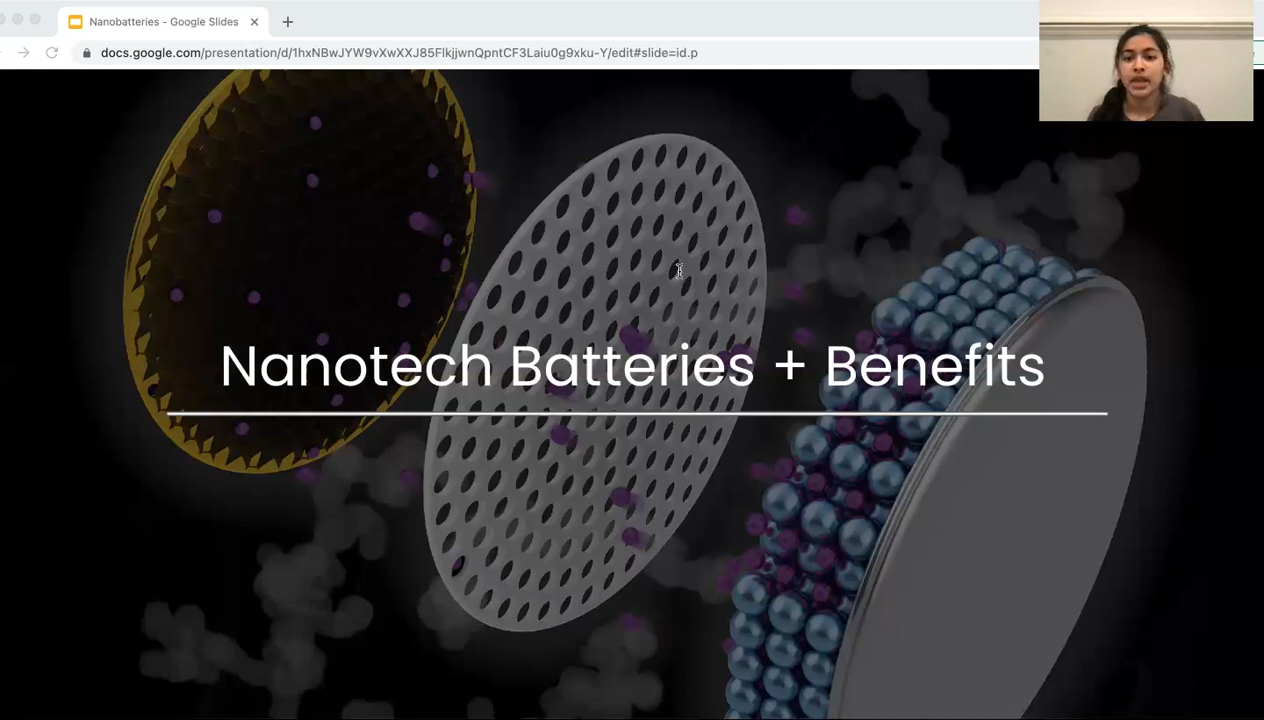 Nanobatteries - Google Slides
docs.google.com/presentation/d/1hxNBwJYW9vXwXXJ85FlkjjwnQpntCF3Laiu0g9xku-Y/edit#slide=id.p
Nanotech Batteries + Benefits